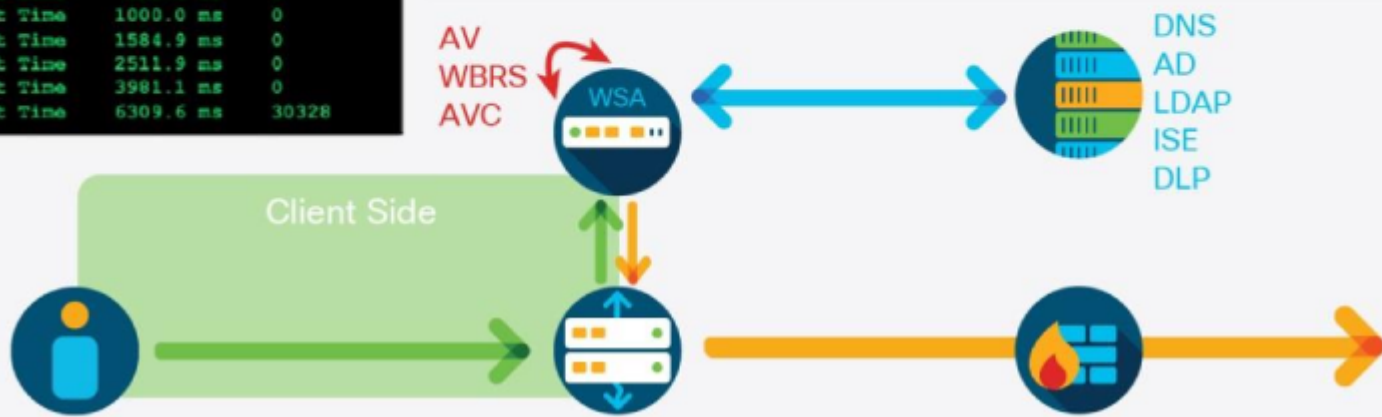 t Time 1000.0 ms 0
t Time 1584.9 ms 0
t Time 2511.9 ms 0
t Time 3981.1 ms 0
t Time 6309.6 ms 30328
AV
WBRS
AVC
WSA
DNS
AD
LDAP
ISE
DLP
Client Side